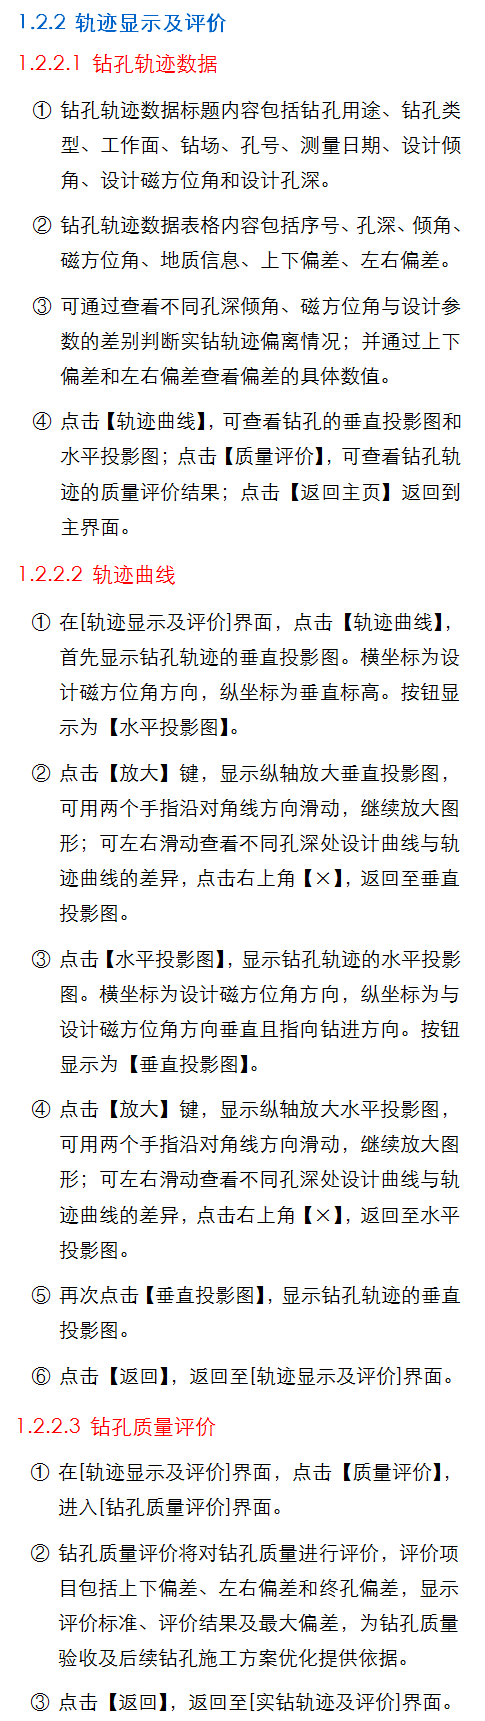 1.2.2 轨迹显示及评价
1.2.2.1 钻孔轨迹数据
① 钻孔轨迹数据标题内容包括钻孔用途、钻孔类
型、工作面、钻场、孔号、测量日期、设计倾
角、设计磁方位角和设计孔深。
② 钻孔轨迹数据表格内容包括序号、孔深、倾角、
磁方位角、地质信息、上下偏差、左右偏差。
③ 可通过查看不同孔深倾角、磁方位角与设计参
数的差别判断实钻轨迹偏离情况；并通过上下
偏差和左右偏差查看偏差的具体数值。
④ 点击【轨迹曲线】，可查看钻孔的垂直投影图和
水平投影图；点击【质量评价】，可查看钻孔轨
迹的质量评价结果；点击【返回主页】返回到
主界面。
1.2.2.2 轨迹曲线
① 在[轨迹显示及评价]界面，点击【轨迹曲线】，
首先显示钻孔轨迹的垂直投影图。横坐标为设
计磁方位角方向，纵坐标为垂直标高。按钮显
示为【水平投影图】。
② 点击【放大】键，显示纵轴放大垂直投影图，
可用两个手指沿对角线方向滑动，继续放大图
形；可左右滑动查看不同孔深处设计曲线与轨
迹曲线的差异，点击右上角【×】，返回至垂直
投影图。
③ 点击【水平投影图】，显示钻孔轨迹的水平投影
图。横坐标为设计磁方位角方向，纵坐标为与
设计磁方位角方向垂直且指向钻进方向。按钮
显示为【垂直投影图】。
④ 点击【放大】键，显示纵轴放大水平投影图，
可用两个手指沿对角线方向滑动，继续放大图
形；可左右滑动查看不同孔深处设计曲线与轨
迹曲线的差异，点击右上角【×】，返回至水平
投影图。
⑤ 再次点击【垂直投影图】，显示钻孔轨迹的垂直
投影图。
⑥ 点击【返回】，返回至[轨迹显示及评价]界面。
1.2.2.3 钻孔质量评价
① 在[轨迹显示及评价]界面，点击【质量评价】，
进入[钻孔质量评价]界面。
② 钻孔质量评价将对钻孔质量进行评价，评价项
目包括上下偏差、左右偏差和终孔偏差，显示
评价标准、评价结果及最大偏差，为钻孔质量
验收及后续钻孔施工方案优化提供依据。
③ 点击【返回】，返回至[实钻轨迹及评价]界面。